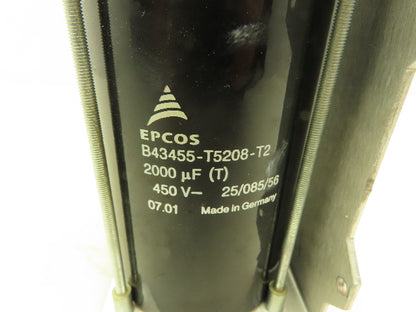 EPCOS
B43455-T5208-T2
2000 µF (T)
450 V– 25/085/56
07.01 Made in Germany